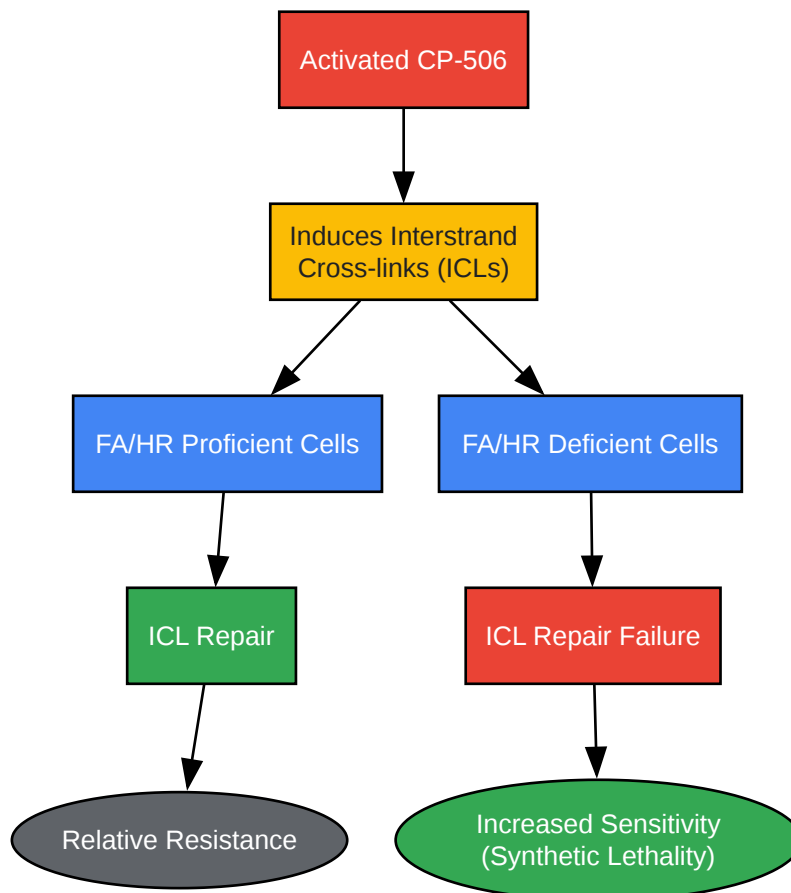 Activated CP-506
Induces Interstrand
Cross-links (ICLs)
FA/HR Proficient Cells
FA/HR Deficient Cells
ICL Repair
ICL Repair Failure
Relative Resistance
Increased Sensitivity
(Synthetic Lethality)